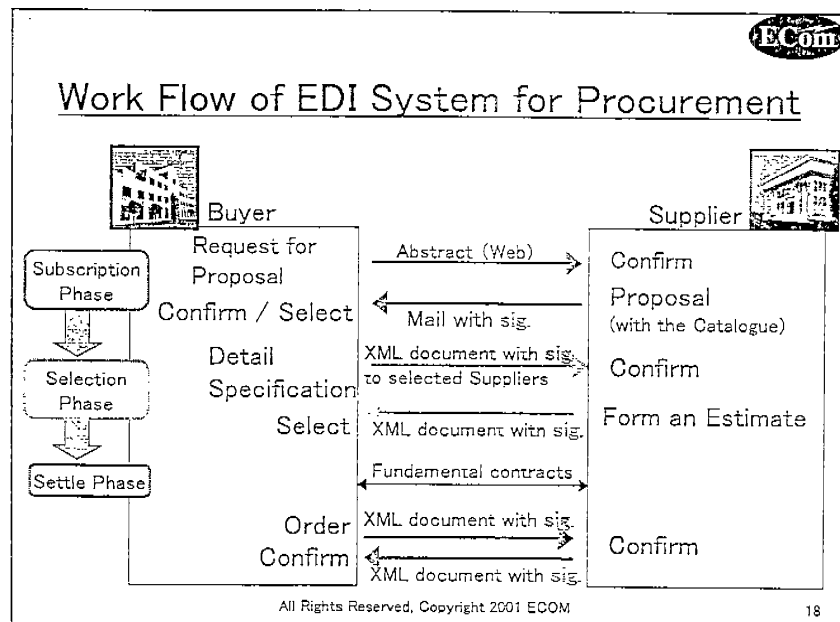 ECom
Work Flow of EDI System for Procurement
Buyer
Supplier
Subscription
Phase
Selection
Phase
Settle Phase
Request for
Proposal
Abstract (Web)
Confirm
Confirm / Select
Mail with sig.
Proposal
(with the Catalogue)
Detail
Specification
XML document with sig.
to selected Suppliers
Confirm
Select
XML document with sig.
Form an Estimate
Fundamental contracts
Order
XML document with sig.
Confirm
Confirm
XML document with sig.
All Rights Reserved, Copyright 2001 ECOM
18